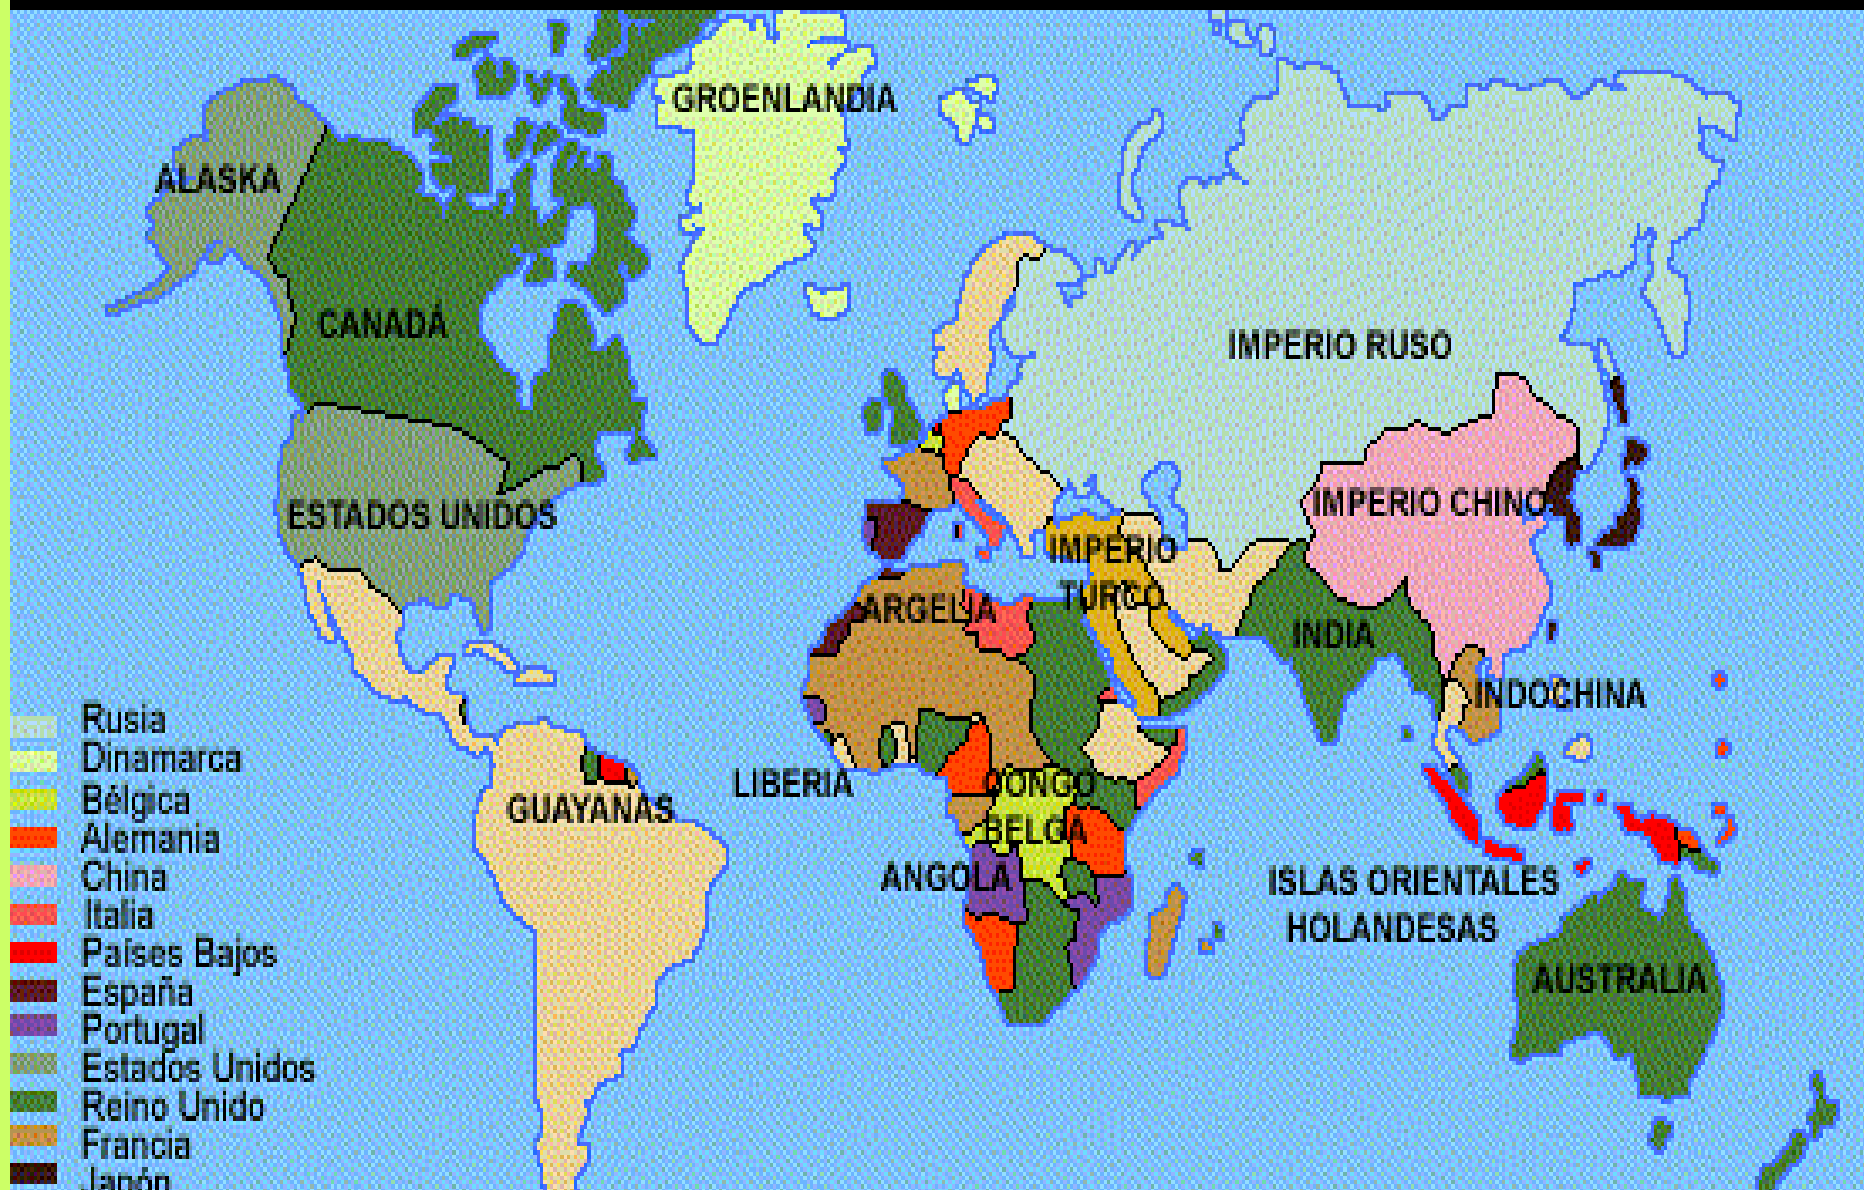 GROENLANDIA
ALASKA
CANADÁ
IMPERIO RUSO
ESTADOS UNIDOS
IMPERIO CHINO
IMPERIO
TURCO
ARGELIA
INDIA
INDOCHINA
LIBERIA
CONGO
BELGA
GUAYANAS
ANGOLA
ISLAS ORIENTALES
HOLANDESAS
AUSTRALIA
Rusia
Dinamarca
Bélgica
Alemania
China
Italia
Países Bajos
España
Portugal
Estados Unidos
Reino Unido
Francia
Japón